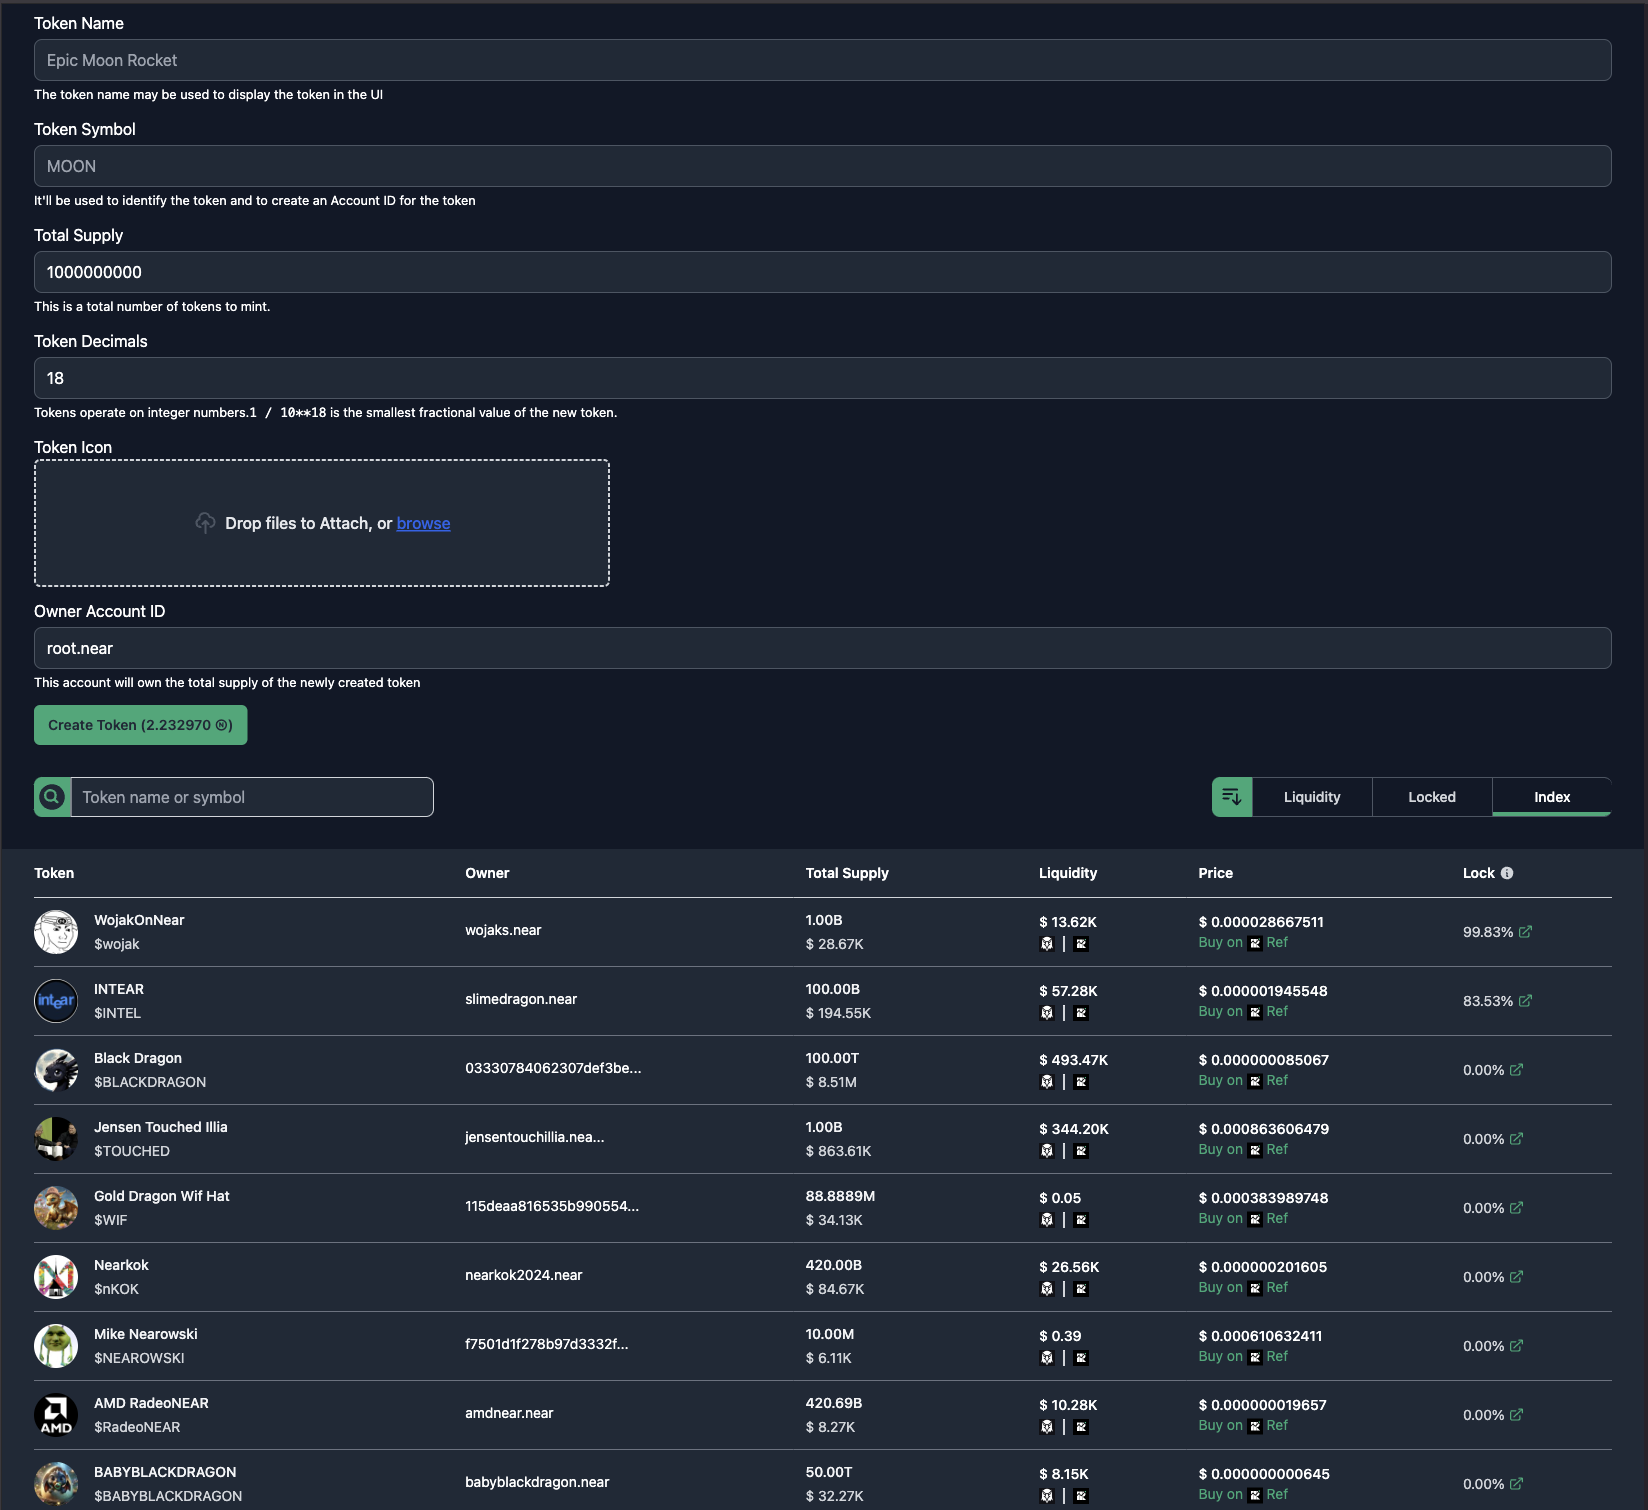 Token Name
Epic Moon Rocket
The token name may be used to display the token in the UI
Token Symbol
MOON
It'll be used to identify the token and to create an Account ID for the token
Total Supply
1000000000
This is a total number of tokens to mint.
Token Decimals
18
Tokens operate on integer numbers.1 / 10**18 is the smallest fractional value of the new token.
Token Icon
Drop files to Attach, or browse
Owner Account ID
root.near
This account will own the total supply of the newly created token
Create Token (2.232970 Ⓝ)
Token name or symbol
Liquidity Locked Index
Token Owner Total Supply Liquidity Price Lock
WojakOnNear wojaks.near 1.00B $ 13.62K $ 0.000028667511 99.83%
$wojak $ 28.67K Buy on Ref
intear INTEAR slimedragon.near 100.00B $ 57.28K $ 0.000001945548 83.53%
$INTEL $ 194.55K Buy on Ref
Black Dragon 03330784062307def3be... 100.00T $ 493.47K $ 0.000000085067 0.00%
$BLACKDRAGON $ 8.51M Buy on Ref
Jensen Touched Illia jensentouchillia.nea... 1.00B $ 344.20K $ 0.000863606479 0.00%
$TOUCHED $ 863.61K Buy on Ref
Gold Dragon Wif Hat 115deaa816535b990554... 88.8889M $ 0.05 $ 0.000383989748 0.00%
$WIF $ 34.13K Buy on Ref
Nearkok nearkok2024.near 420.00B $ 26.56K $ 0.000000201605 0.00%
$nKOK $ 84.67K Buy on Ref
Mike Nearowski f7501d1f278b97d3332f... 10.00M $ 0.39 $ 0.000610632411 0.00%
$NEAROWSKI $ 6.11K Buy on Ref
AMD RadeoNEAR amdnear.near 420.69B $ 10.28K $ 0.000000019657 0.00%
AMD $RadeoNEAR $ 8.27K Buy on Ref
BABYBLACKDRAGON babyblackdragon.near 50.00T $ 8.15K $ 0.000000000645 0.00%
$BABYBLACKDRAGON $ 32.27K Buy on Ref